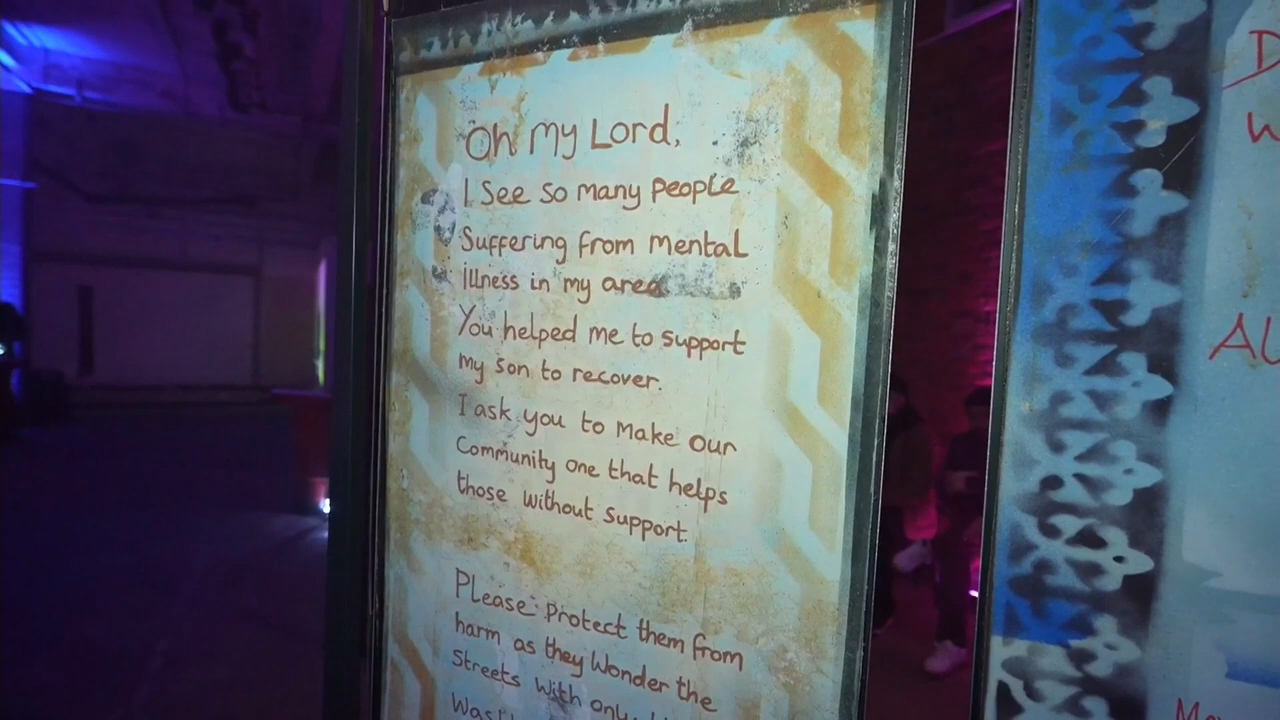 Oh My Lord,
I See so many people
Suffering from mental
illness in my area
You helped me to support
my son to recover.
I ask you to make our
Community one that helps
those without support.
Please protect them from
harm as they Wonder the
Streets with only
D
W
Al